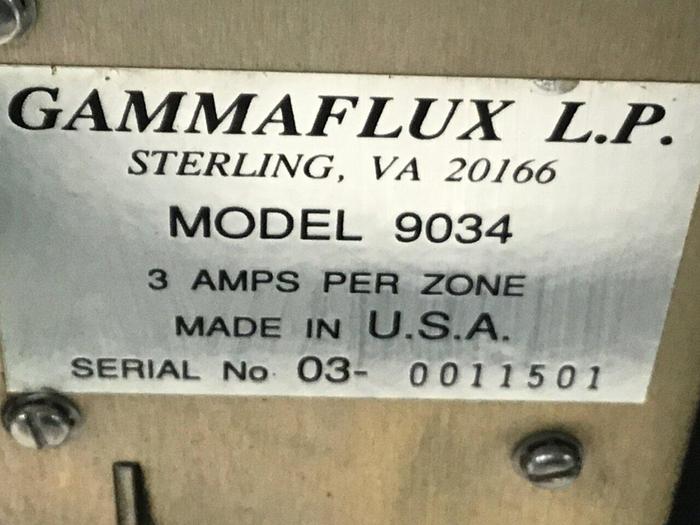 GAMMAFLUX L.P.
STERLING, VA 20166
MODEL 9034
3 AMPS PER ZONE
MADE IN U.S.A.
SERIAL No. 03- 0011501